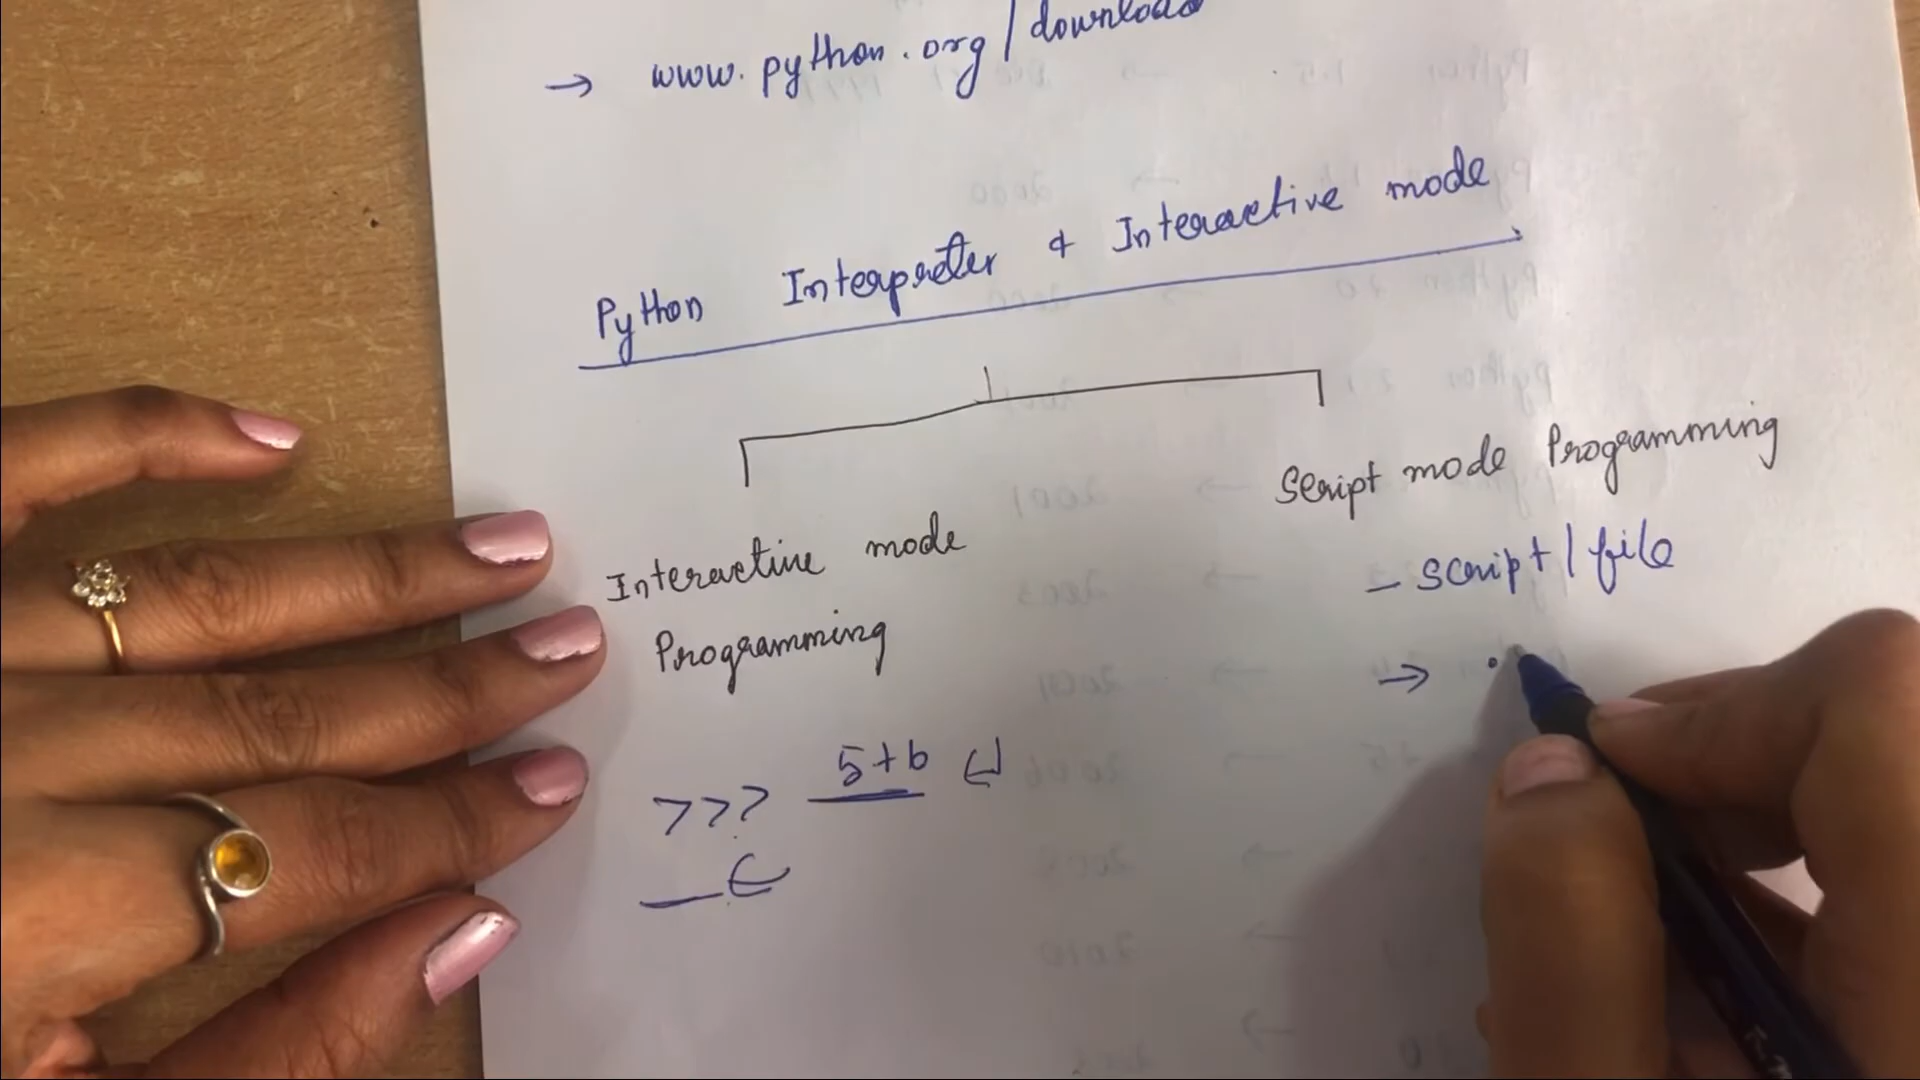 → www.python.org/download
Python Interpreter & Interactive mode
Interactive mode
Programming
>>> 5+6
Script mode Programming
- script/file
→ .